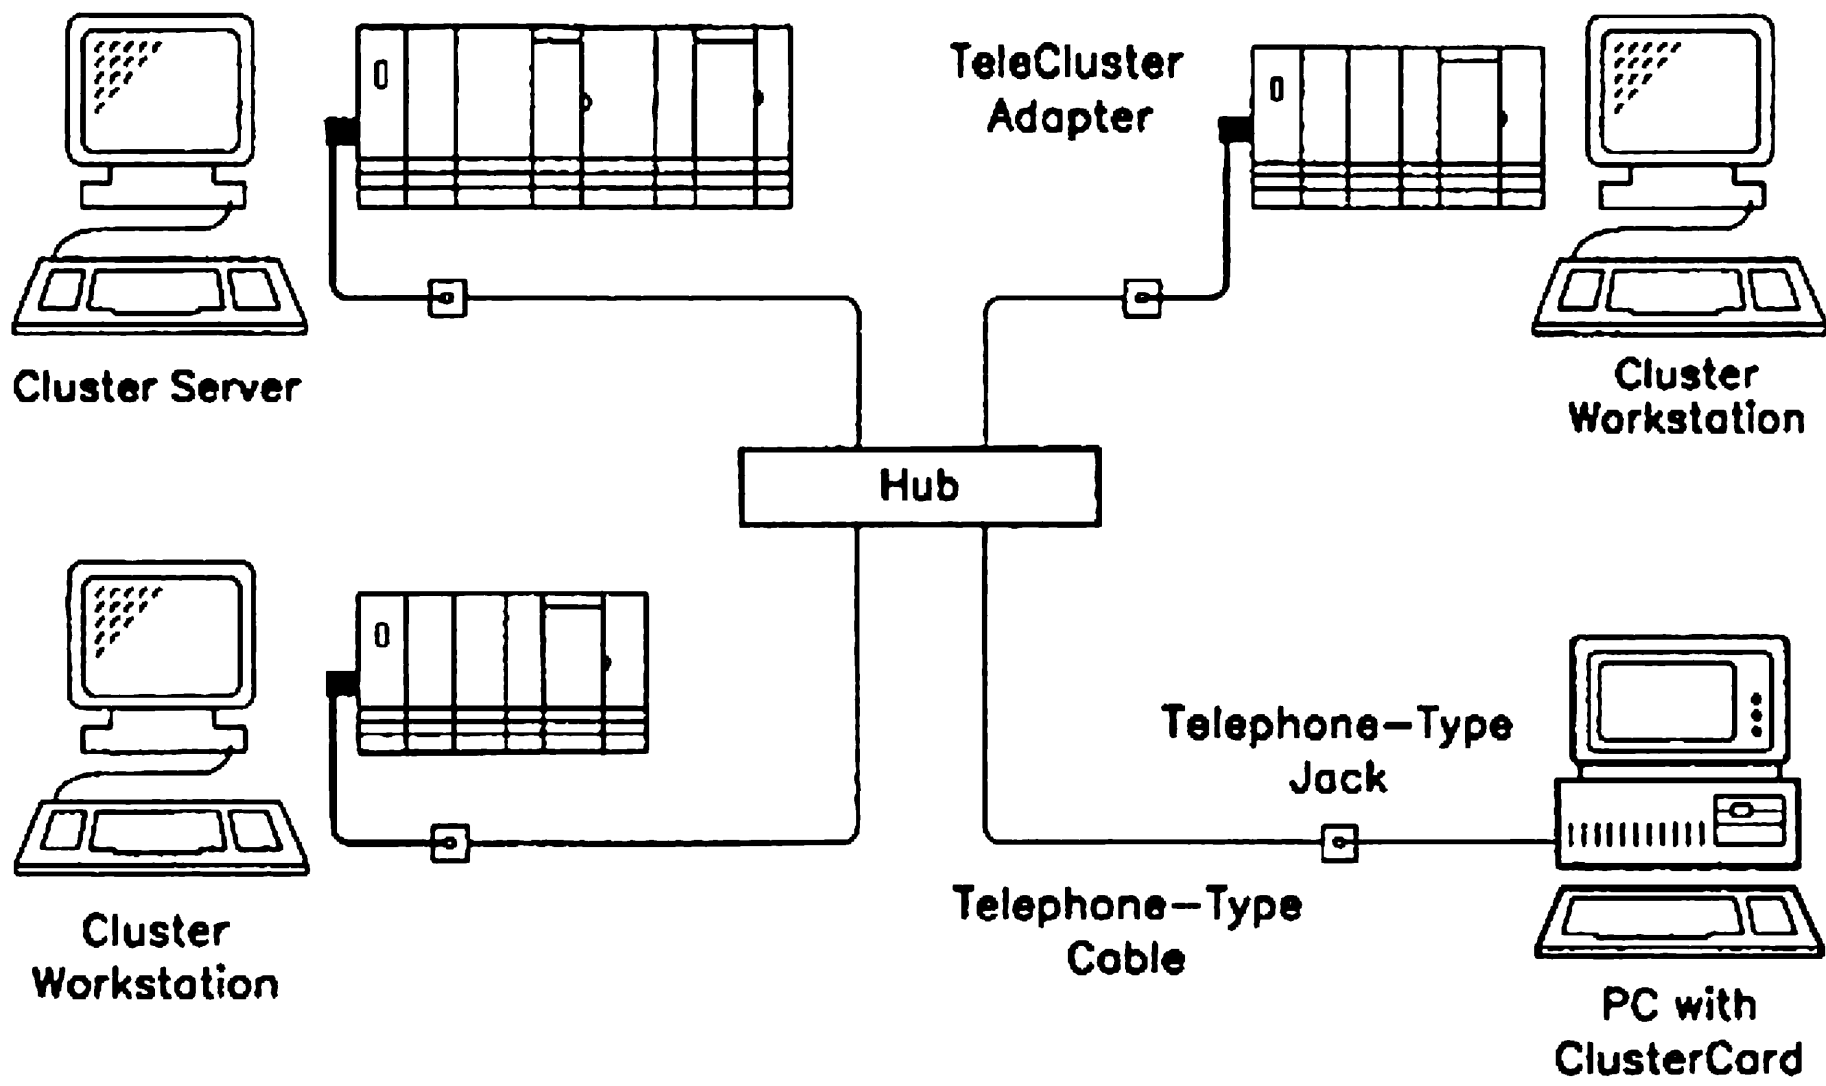 TeleCluster
Adapter
Cluster Server
Cluster
Workstation
Hub
Telephone-Type
Jack
Cluster
Workstation
Telephone-Type
Cable
PC with
ClusterCard